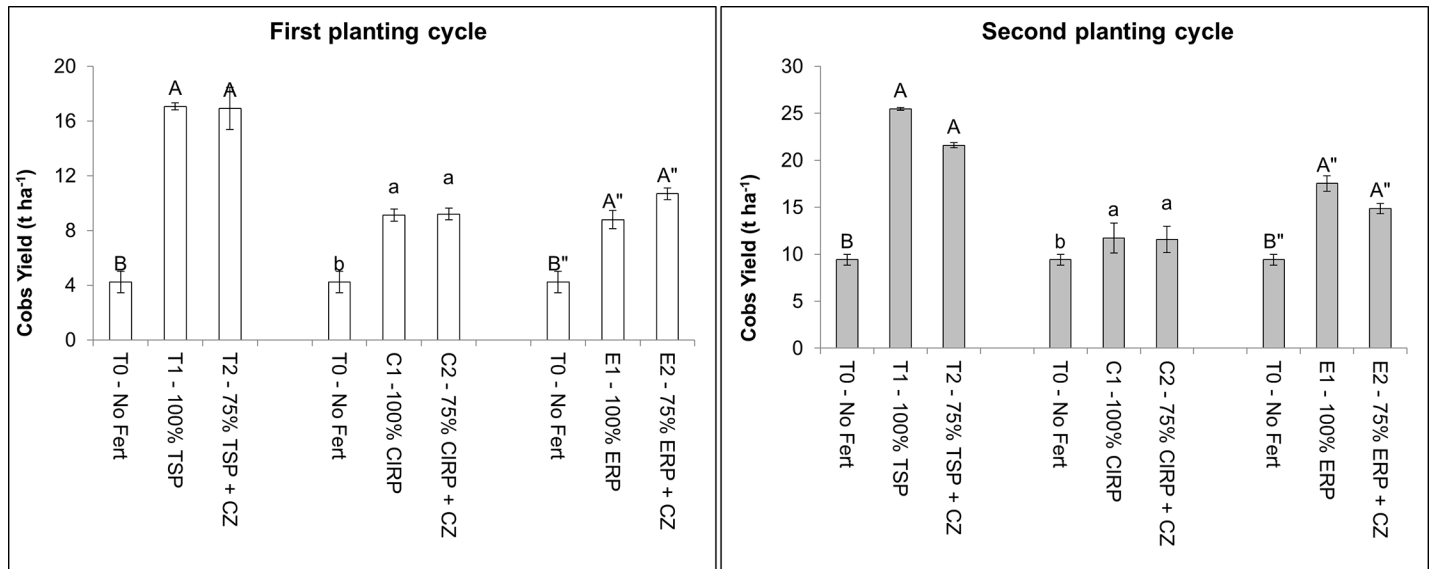 First planting cycle
Cobs Yield (t ha⁻¹)
20
16
12
8
4
0
B
A
A
b
a
a
B"
A"
A"
T0 - No Fert
T1 - 100% TSP
T2 - 75% TSP + CZ
T0 - No Fert
C1 -100% CIRP
C2 - 75% CIRP + CZ
T0 - No Fert
E1 - 100% ERP
E2 - 75% ERP + CZ
Second planting cycle
Cobs Yield (t ha⁻¹)
30
25
20
15
10
5
0
B
A
A
b
a
a
B"
A"
A"
T0 - No Fert
T1 - 100% TSP
T2 - 75% TSP + CZ
T0 - No Fert
C1 -100% CIRP
C2 - 75% CIRP + CZ
T0 - No Fert
E1 - 100% ERP
E2 - 75% ERP + CZ